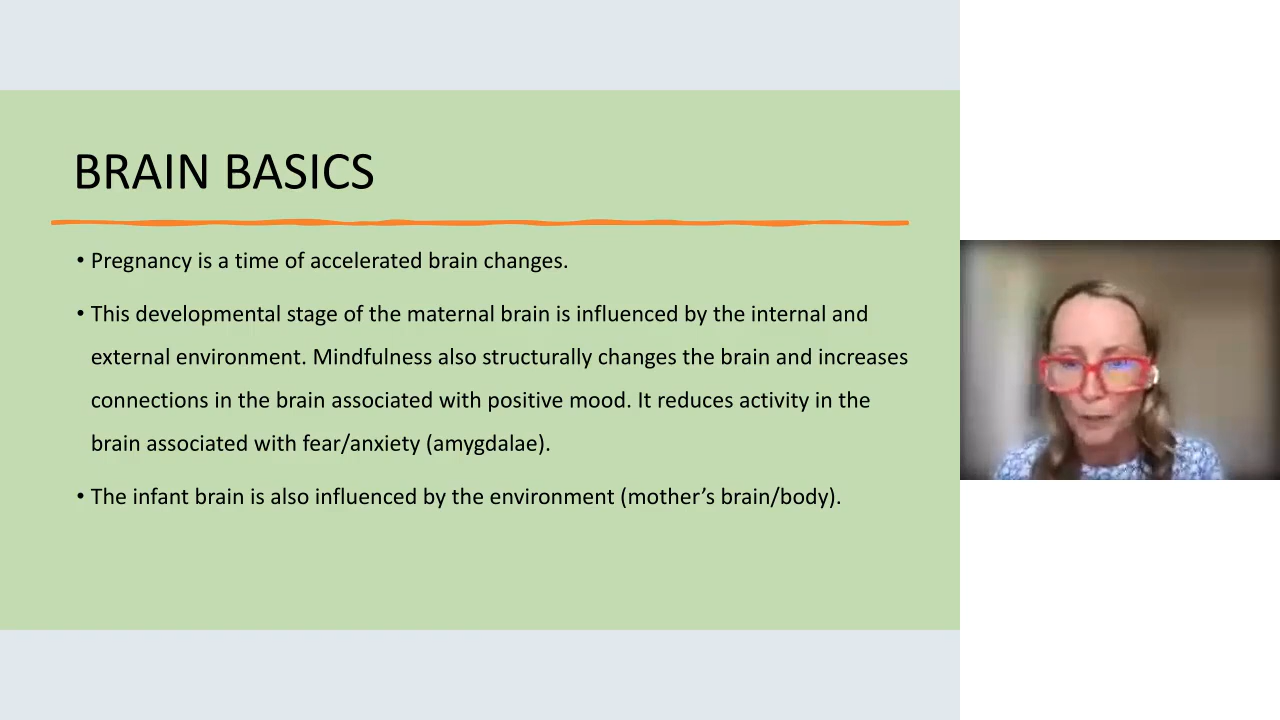 BRAIN BASICS
• Pregnancy is a time of accelerated brain changes.
• This developmental stage of the maternal brain is influenced by the internal and
external environment. Mindfulness also structurally changes the brain and increases
connections in the brain associated with positive mood. It reduces activity in the
brain associated with fear/anxiety (amygdalae).
• The infant brain is also influenced by the environment (mother’s brain/body).